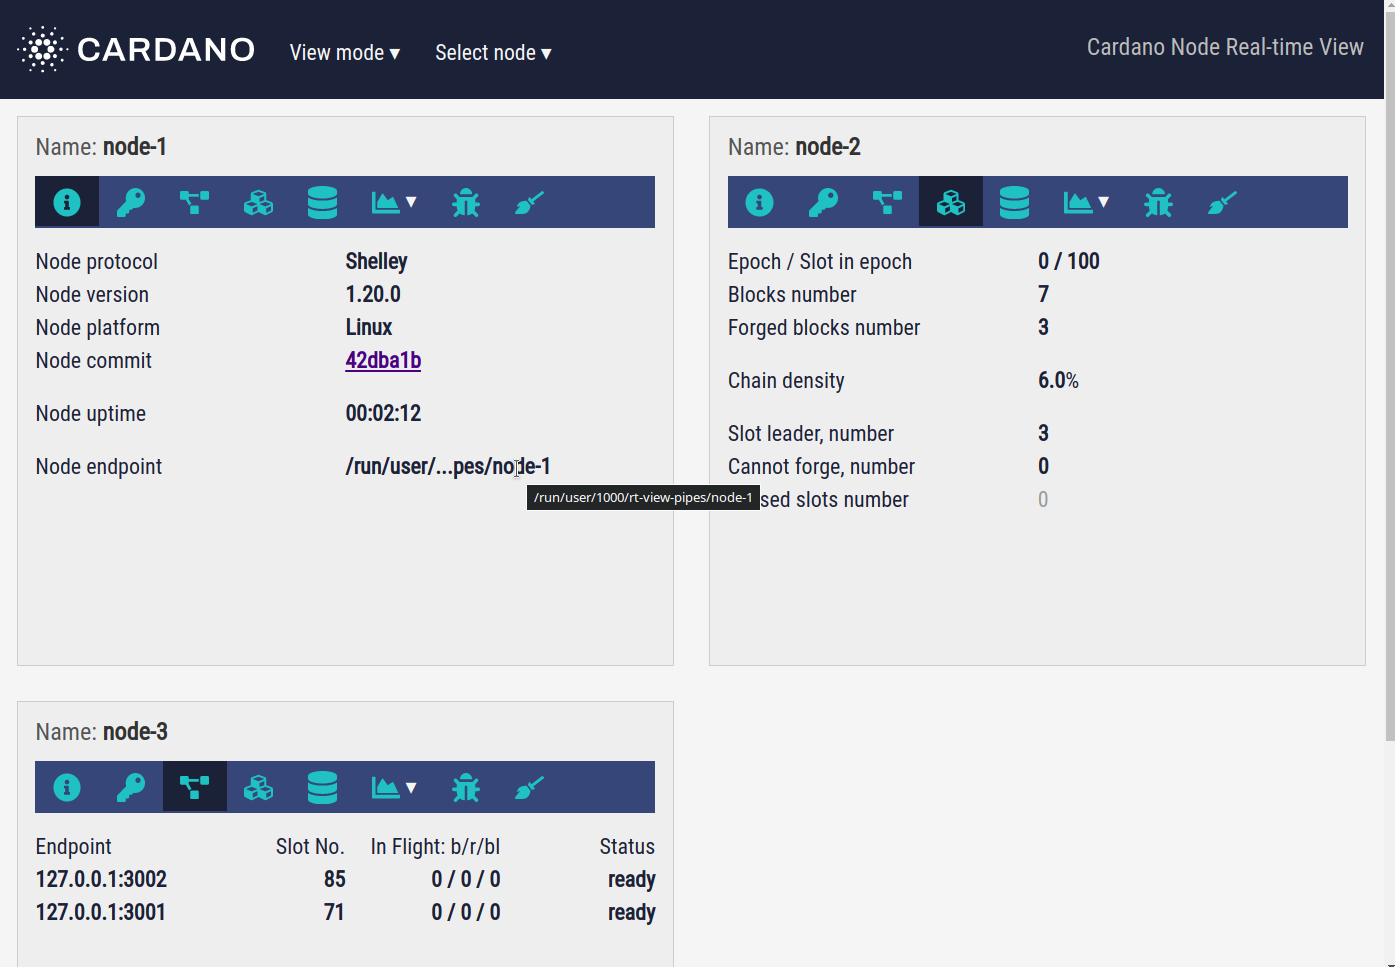 CARDANO View mode ▾ Select node ▾ Cardano Node Real-time View
Name: node-1
Node protocol Shelley
Node version 1.20.0
Node platform Linux
Node commit 42dba1b
Node uptime 00:02:12
Node endpoint /run/user/...pes/node-1
/run/user/1000/rt-view-pipes/node-1
Name: node-2
Epoch / Slot in epoch 0 / 100
Blocks number 7
Forged blocks number 3
Chain density 6.0%
Slot leader, number 3
Cannot forge, number 0
sed slots number 0
Name: node-3
Endpoint Slot No. In Flight: b/r/bl Status
127.0.0.1:3002 85 0 / 0 / 0 ready
127.0.0.1:3001 71 0 / 0 / 0 ready